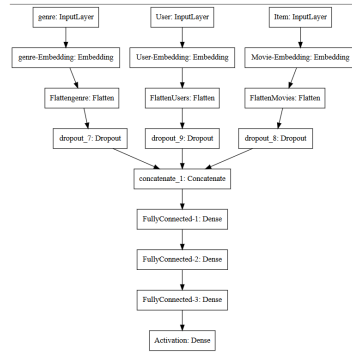 genre: InputLayer
User: InputLayer
Item: InputLayer
genre-Embedding: Embedding
User-Embedding: Embedding
Movie-Embedding: Embedding
Flattengenre: Flatten
FlattenUsers: Flatten
FlattenMovies: Flatten
dropout_7: Dropout
dropout_9: Dropout
dropout_8: Dropout
concatenate_1: Concatenate
FullyConnected-1: Dense
FullyConnected-2: Dense
FullyConnected-3: Dense
Activation: Dense